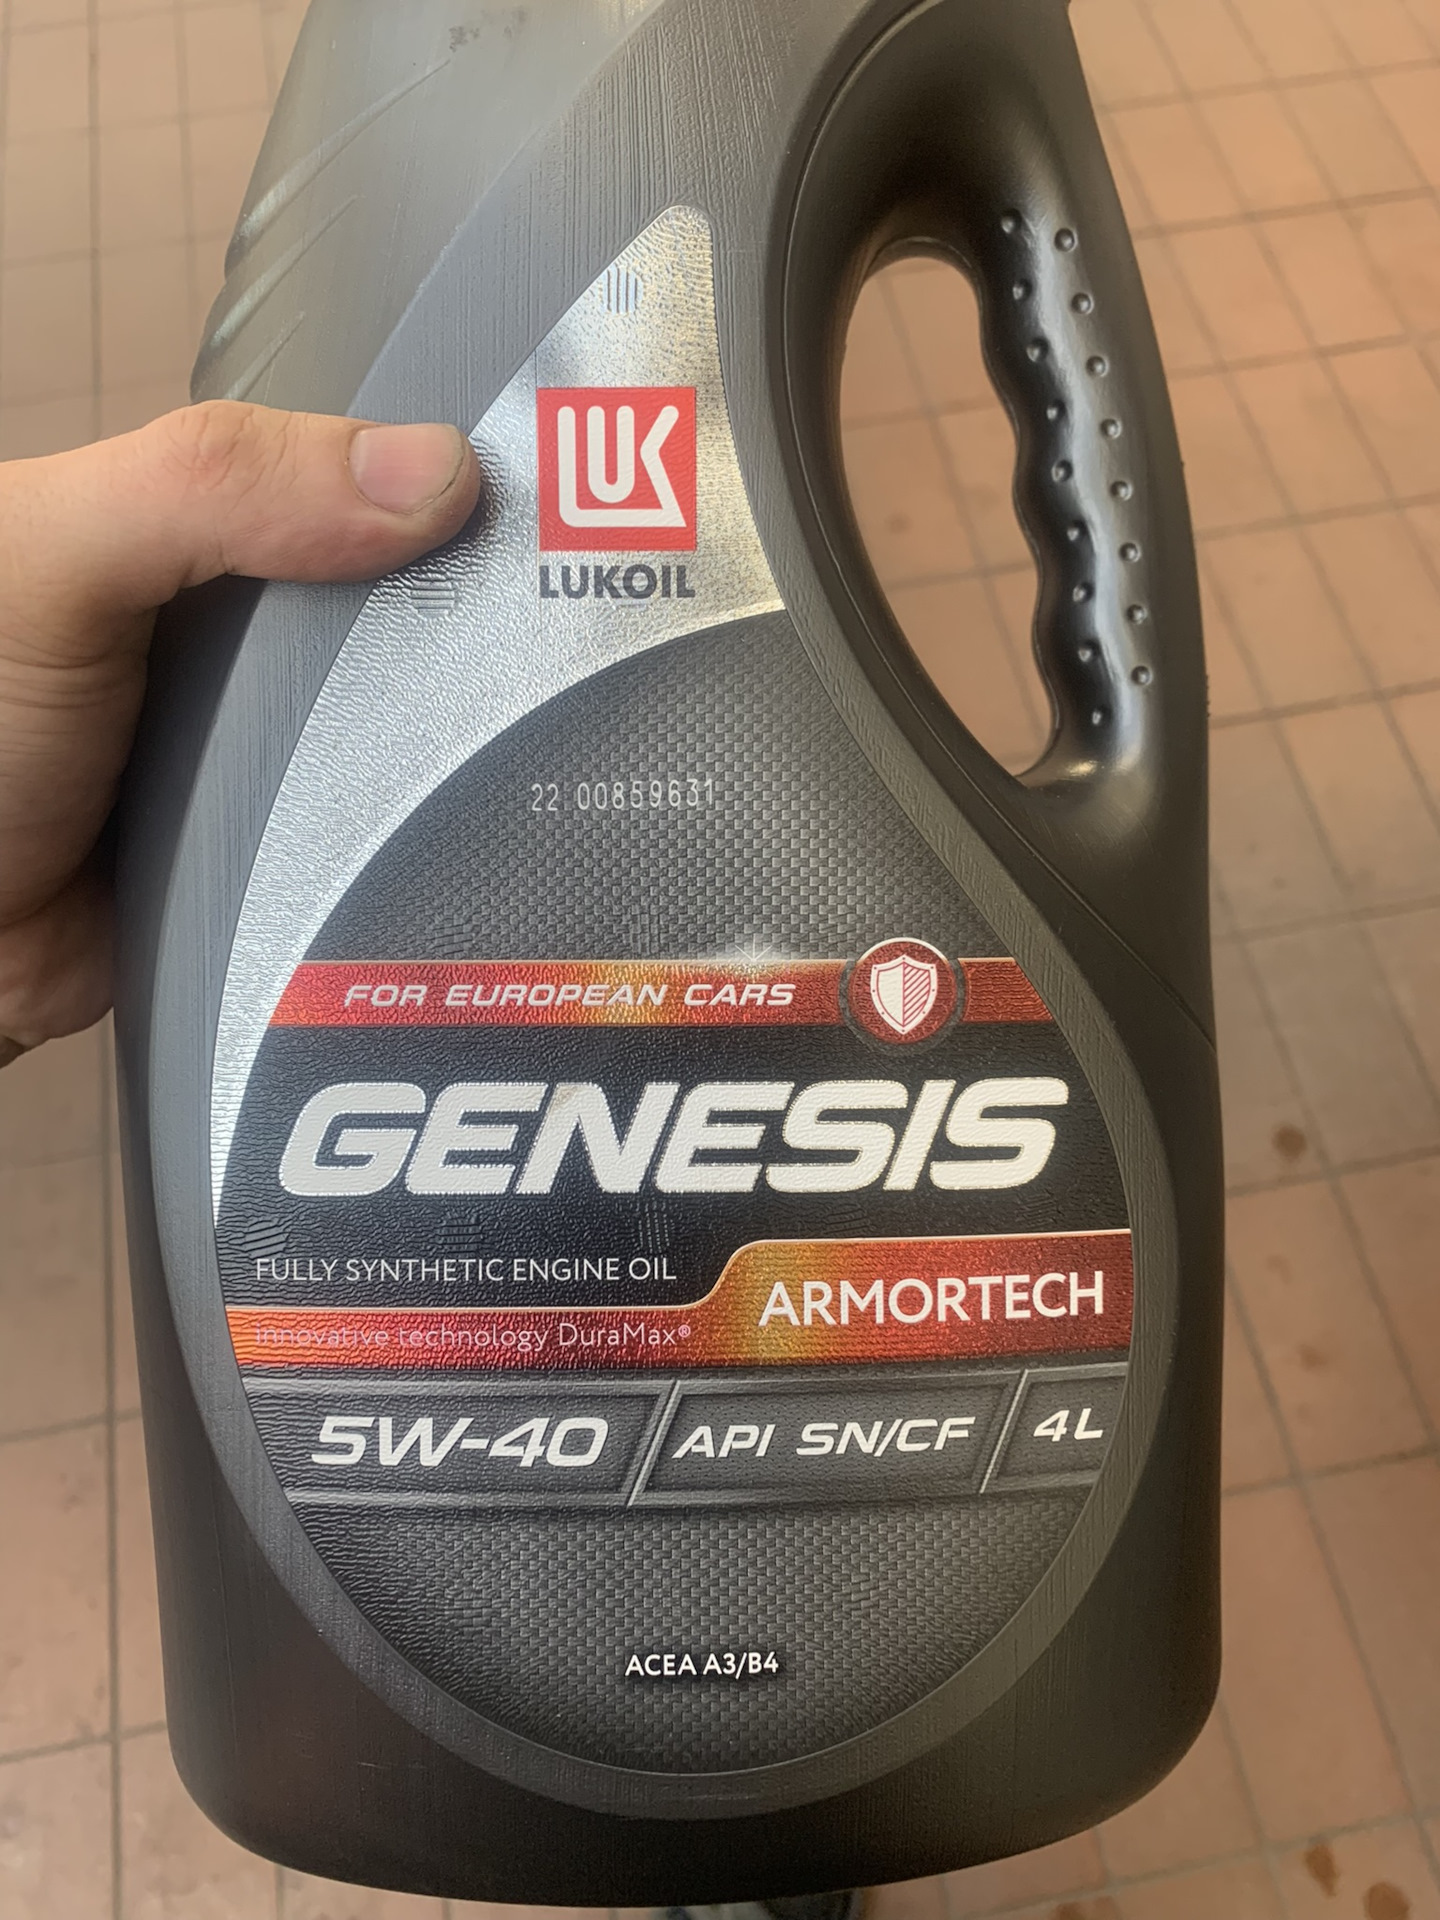 LUK
LUKOIL
22 00859631
FOR EUROPEAN CARS
GENESIS
FULLY SYNTHETIC ENGINE OIL
ARMORTECH
innovative technology DuraMax®
5W-40
API SN/CF
4L
ACEA A3/B4